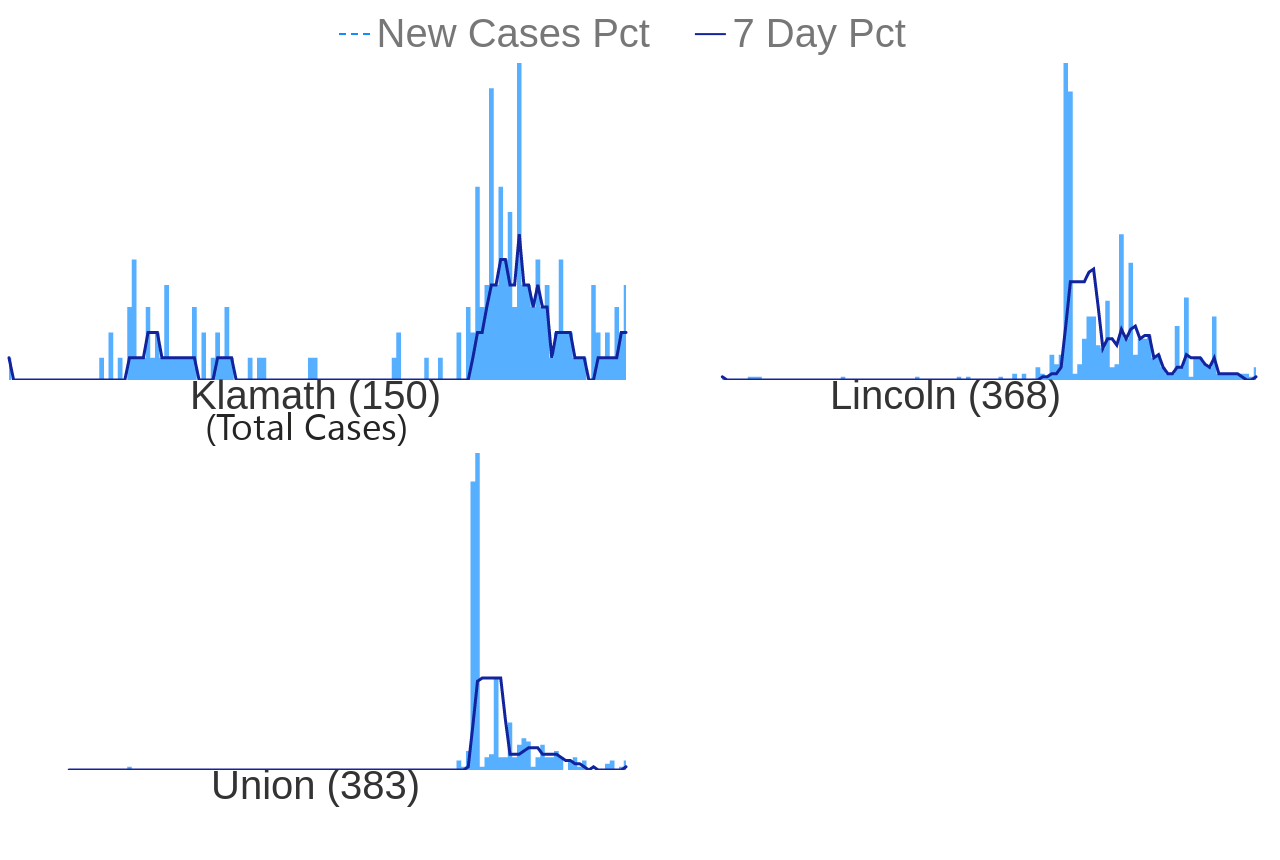 New Cases Pct 7 Day Pct
Klamath (150) Lincoln (368)
(Total Cases)
Union (383)